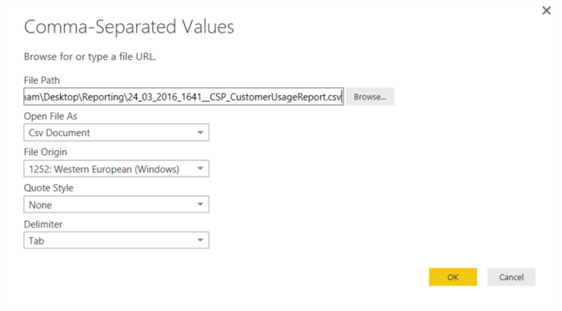 Comma-Separated Values
Browse for or type a file URL.
File Path
am\Desktop\Reporting\24_03_2016_1641__CSP_CustomerUsageReport.csv Browse...
Open File As
Csv Document
File Origin
1252: Western European (Windows)
Quote Style
None
Delimiter
Tab
OK Cancel